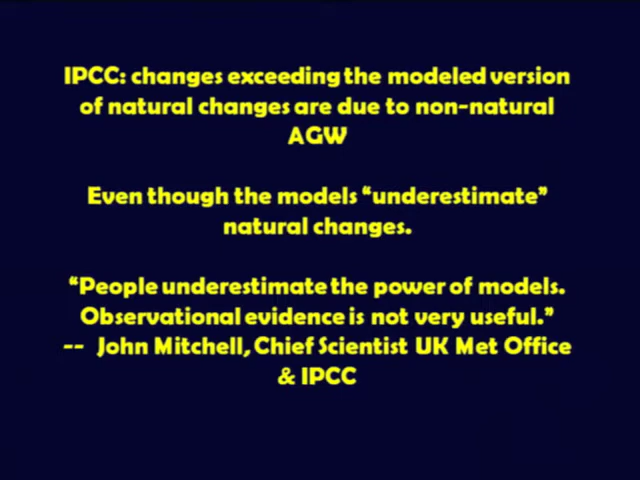 IPCC: changes exceeding the modeled version
of natural changes are due to non-natural
AGW
Even though the models “underestimate”
natural changes.
“People underestimate the power of models.
Observational evidence is not very useful.”
-- John Mitchell, Chief Scientist UK Met Office
& IPCC